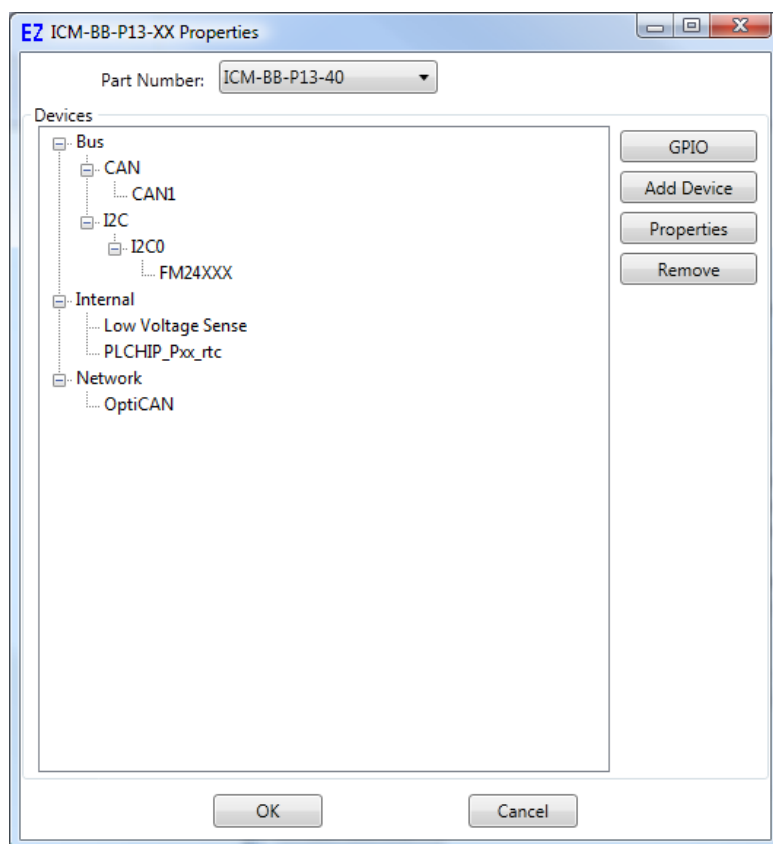 EZ ICM-BB-P13-XX Properties
Part Number: ICM-BB-P13-40
Devices
Bus
CAN
CAN1
I2C
I2C0
FM24XXX
Internal
Low Voltage Sense
PLCHIP_Pxx_rtc
Network
OptiCAN
GPIO
Add Device
Properties
Remove
OK Cancel